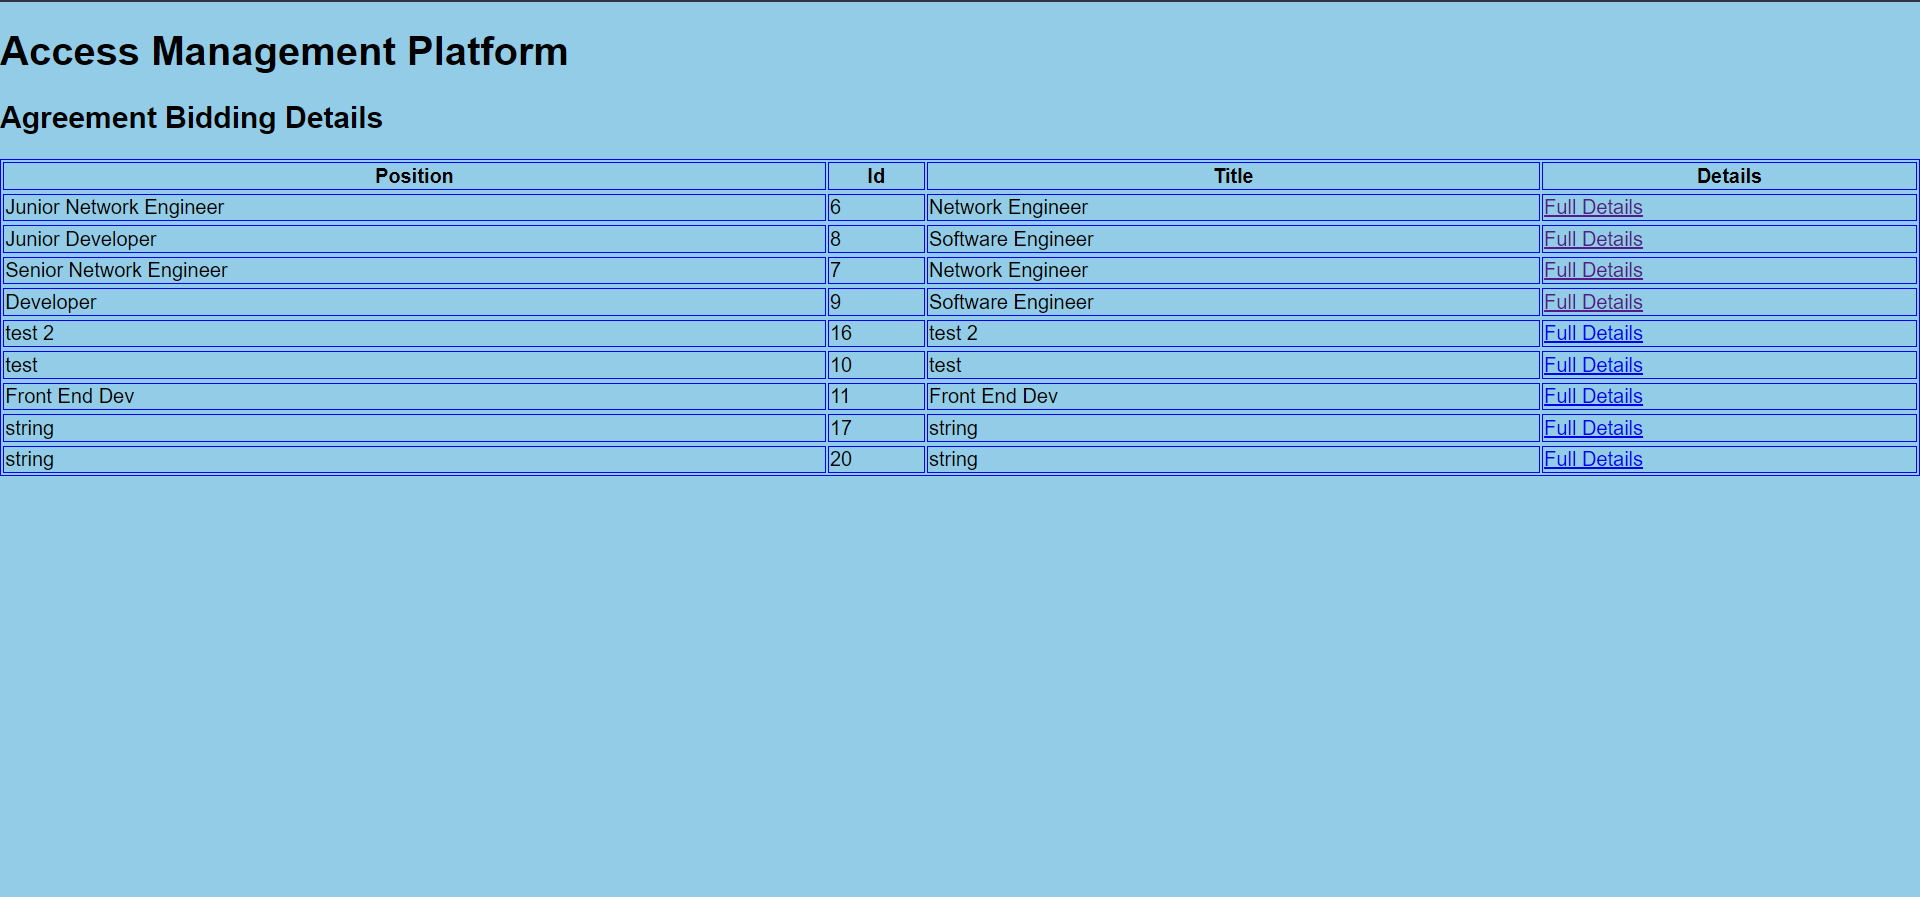 Access Management Platform
Agreement Bidding Details
Position Id Title Details
Junior Network Engineer 6 Network Engineer Full Details
Junior Developer 8 Software Engineer Full Details
Senior Network Engineer 7 Network Engineer Full Details
Developer 9 Software Engineer Full Details
test 2 16 test 2 Full Details
test 10 test Full Details
Front End Dev 11 Front End Dev Full Details
string 17 string Full Details
string 20 string Full Details